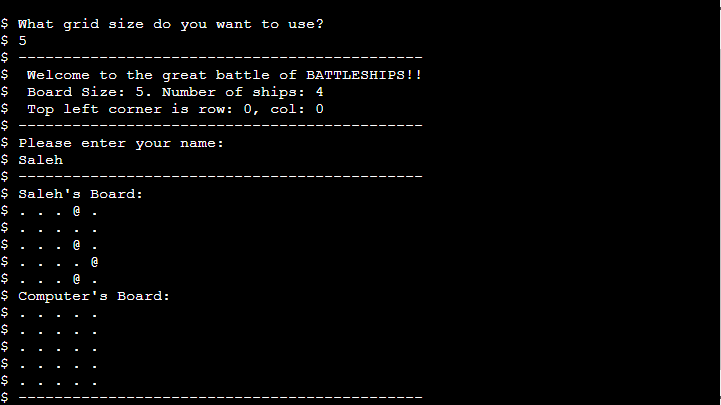 $ What grid size do you want to use?
$ 5
$ ---------------------------------------------
$  Welcome to the great battle of BATTLESHIPS!!
$  Board Size: 5. Number of ships: 4
$  Top left corner is row: 0, col: 0
$ ---------------------------------------------
$ Please enter your name:
$ Saleh
$ ---------------------------------------------
$ Saleh's Board:
$ . . . @ .
$ . . . . .
$ . . . @ .
$ . . . . @
$ . . . @ .
$ Computer's Board:
$ . . . . .
$ . . . . .
$ . . . . .
$ . . . . .
$ . . . . .
$ ---------------------------------------------